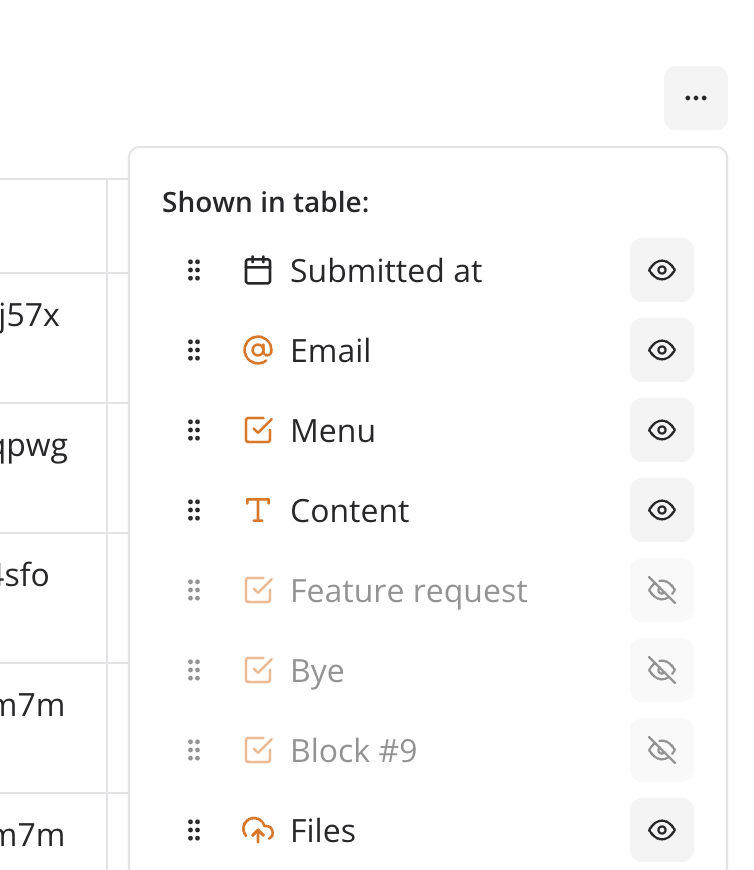 Shown in table:
Submitted at
j57x
Email
Menu
qpwg
Content
4sfo
Feature request
Bye
m7m
Block #9
Files
m7m